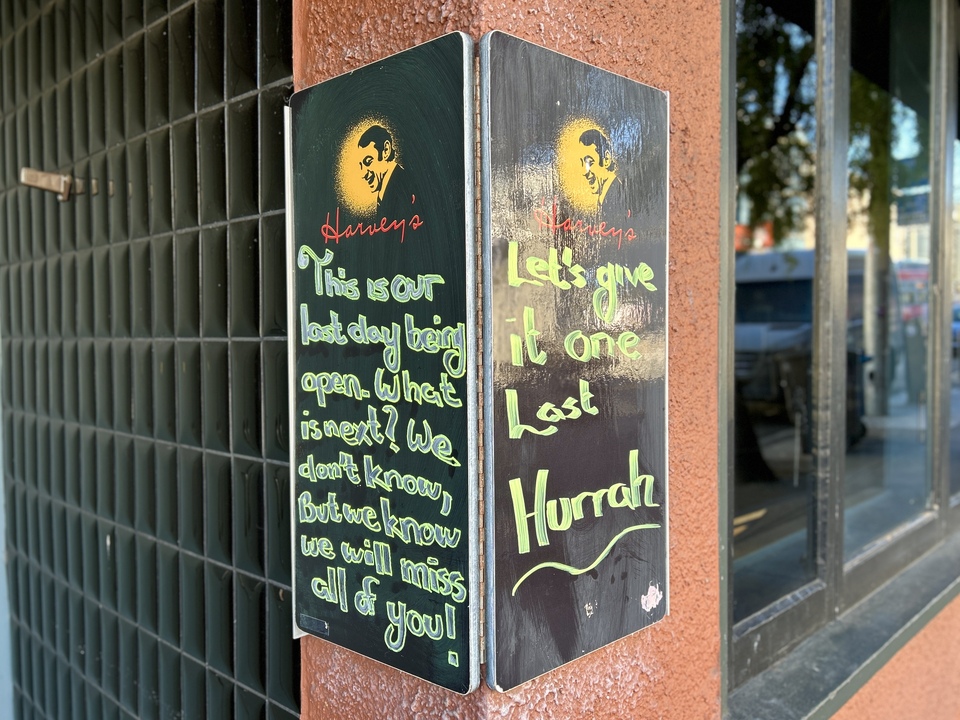 Harvey's
This is our
last day being
open. What
is next? We
don't know,
But we know
we will miss
all of you!
Harvey's
Let's give
it one
Last
Hurrah